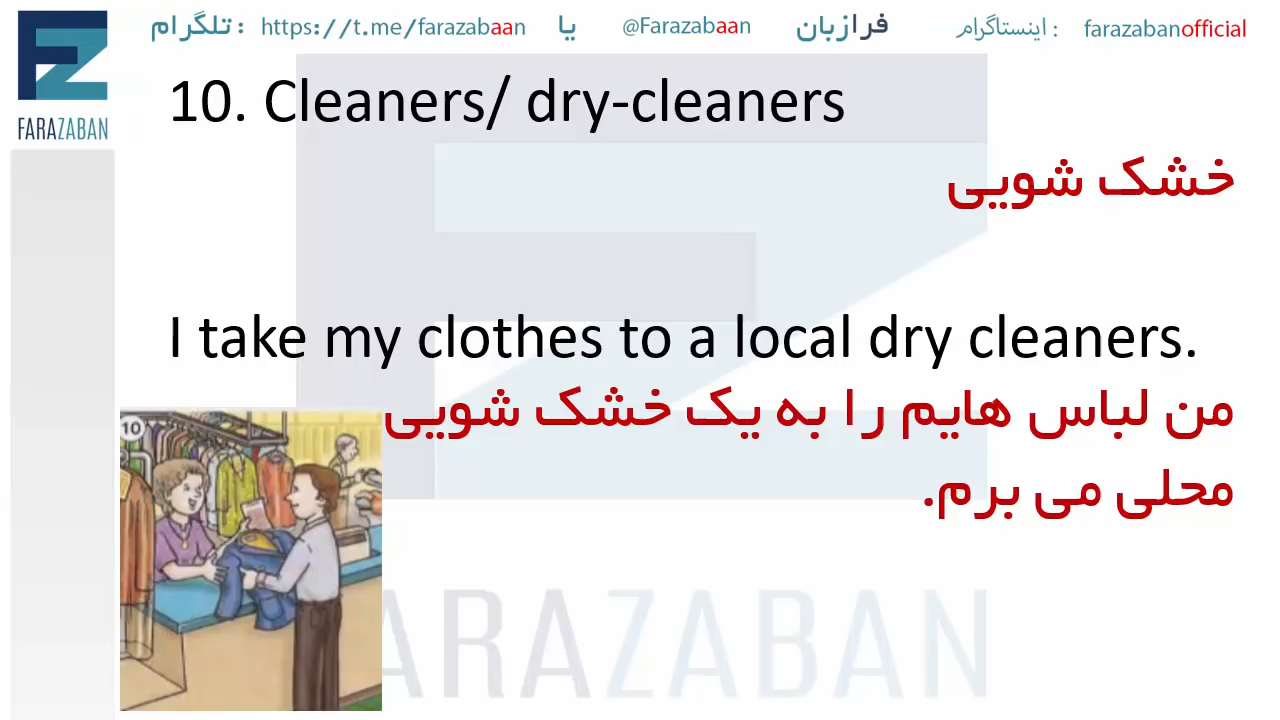 تلگرام : https://t.me/farazabaan یا @Farazabaan فرازبان اینستاگرام : farazabanofficial
FARAZABAN
10. Cleaners/ dry-cleaners
خشک شویی
I take my clothes to a local dry cleaners.
من لباس هایم را به یک خشک شویی
محلی می برم.
10
FARAZABAN